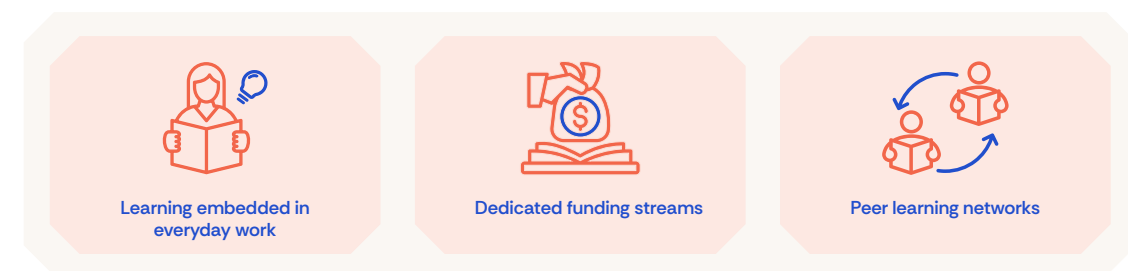 $
Learning embedded in
everyday work
Dedicated funding streams
Peer learning networks